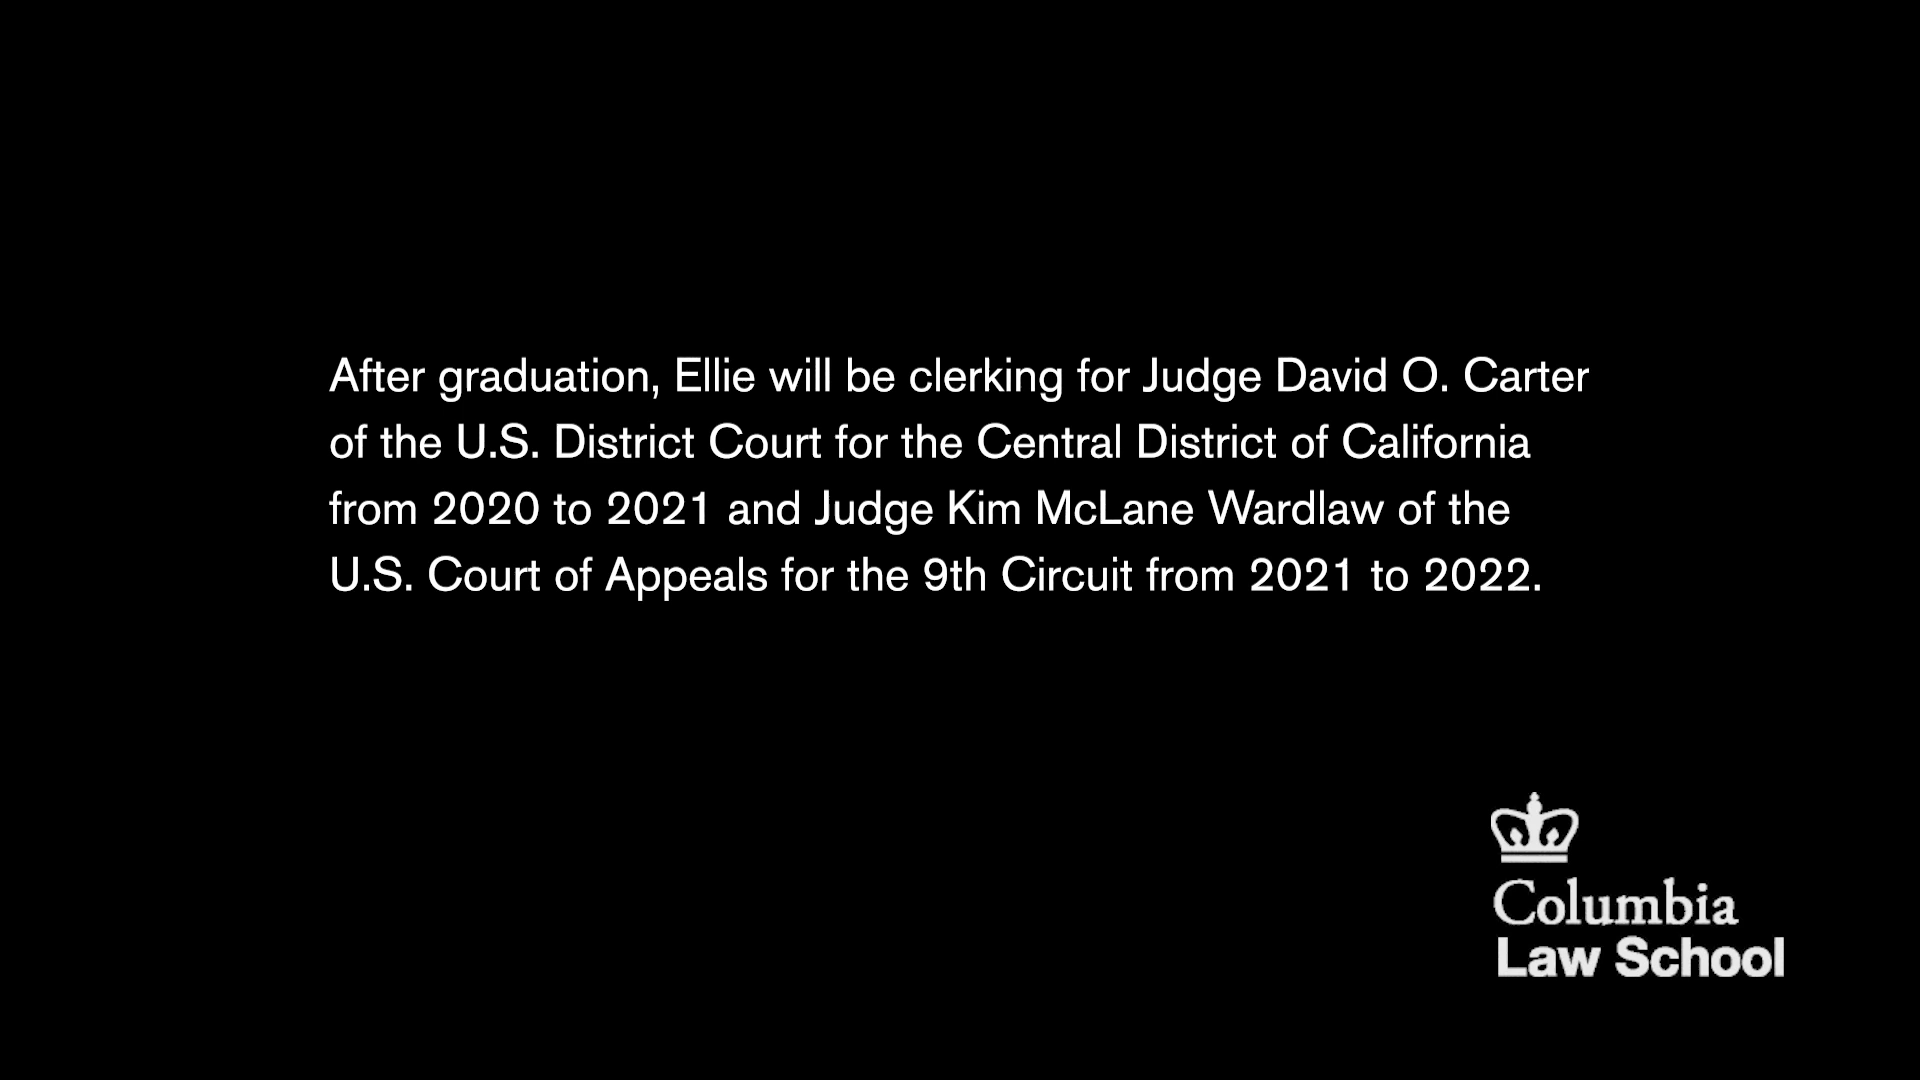 After graduation, Ellie will be clerking for Judge David O. Carter
of the U.S. District Court for the Central District of California
from 2020 to 2021 and Judge Kim McLane Wardlaw of the
U.S. Court of Appeals for the 9th Circuit from 2021 to 2022.
Columbia
Law School